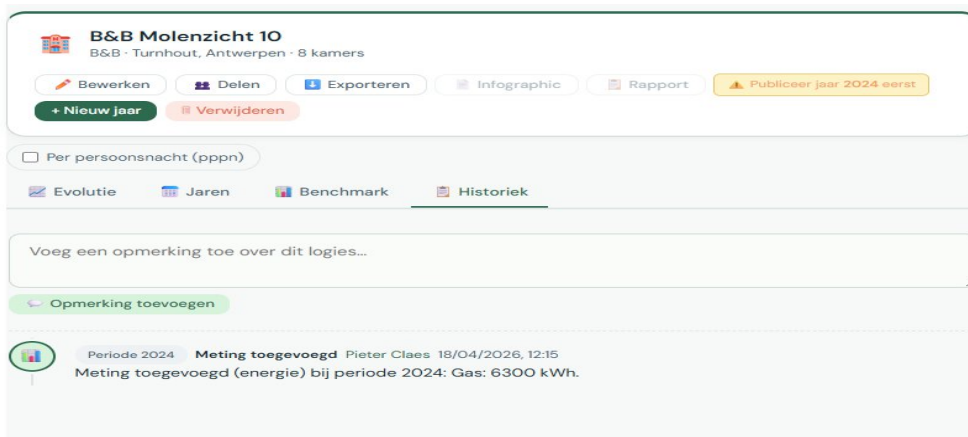 B&B Molenzicht 10
B&B · Turnhout, Antwerpen · 8 kamers
Bewerken Delen Exporteren Infographic Rapport Publiceer jaar 2024 eerst
+ Nieuw jaar Verwijderen
Per persoonsnacht (pppn)
Evolutie Jaren Benchmark Historiek
Voeg een opmerking toe over dit logies...
Opmerking toevoegen
Periode 2024 Meting toegevoegd Pieter Claes 18/04/2026, 12:15
Meting toegevoegd (energie) bij periode 2024: Gas: 6300 kWh.